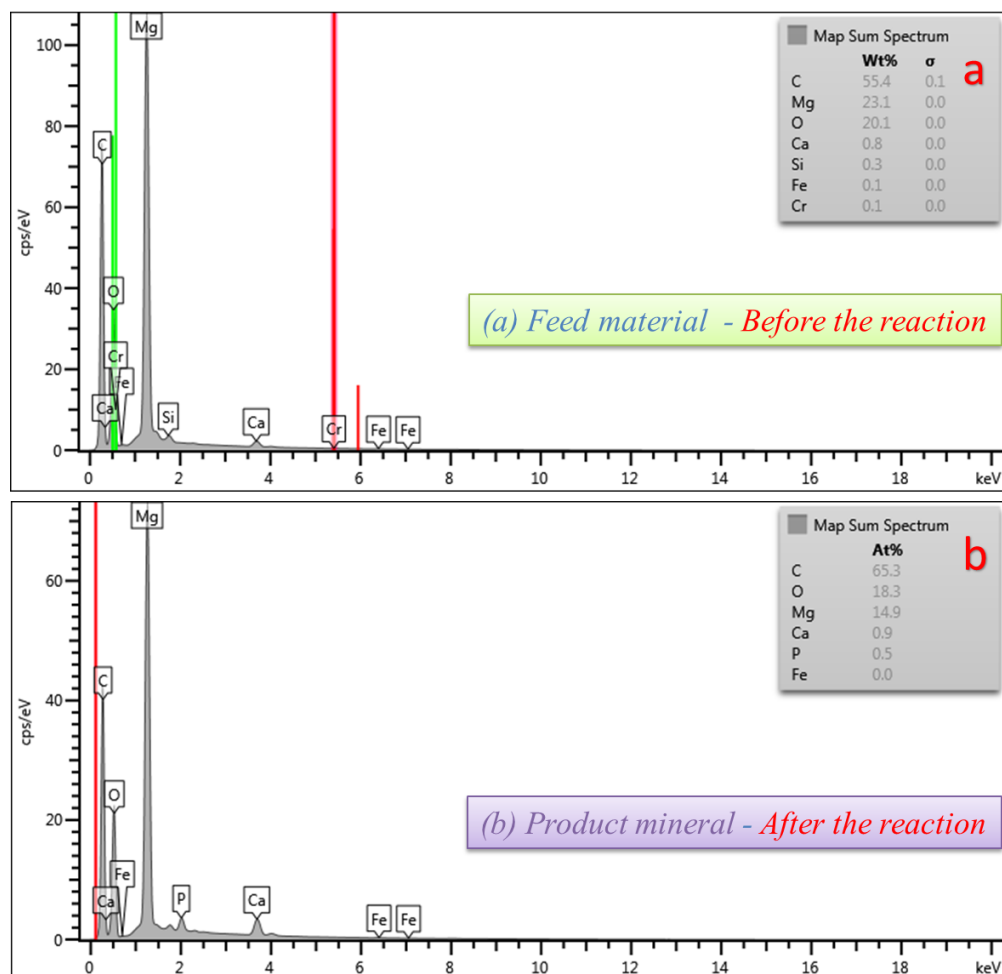 Map Sum Spectrum
a
Wt% σ
C 55.4 0.1
Mg 23.1 0.0
O 20.1 0.0
Ca 0.8 0.0
Si 0.3 0.0
Fe 0.1 0.0
Cr 0.1 0.0
(a) Feed material - Before the reaction
cps/eV
100
80
60
40
20
0
Mg
C
O
Cr
Fe
Ca
Si
Ca
Cr
Fe
Fe
0 2 4 6 8 10 12 14 16 18 keV
Map Sum Spectrum
b
At%
C 65.3
O 18.3
Mg 14.9
Ca 0.9
P 0.5
Fe 0.0
(b) Product mineral - After the reaction
cps/eV
60
40
20
0
Mg
C
O
Fe
Ca
P
Ca
Fe
Fe
0 2 4 6 8 10 12 14 16 18 keV